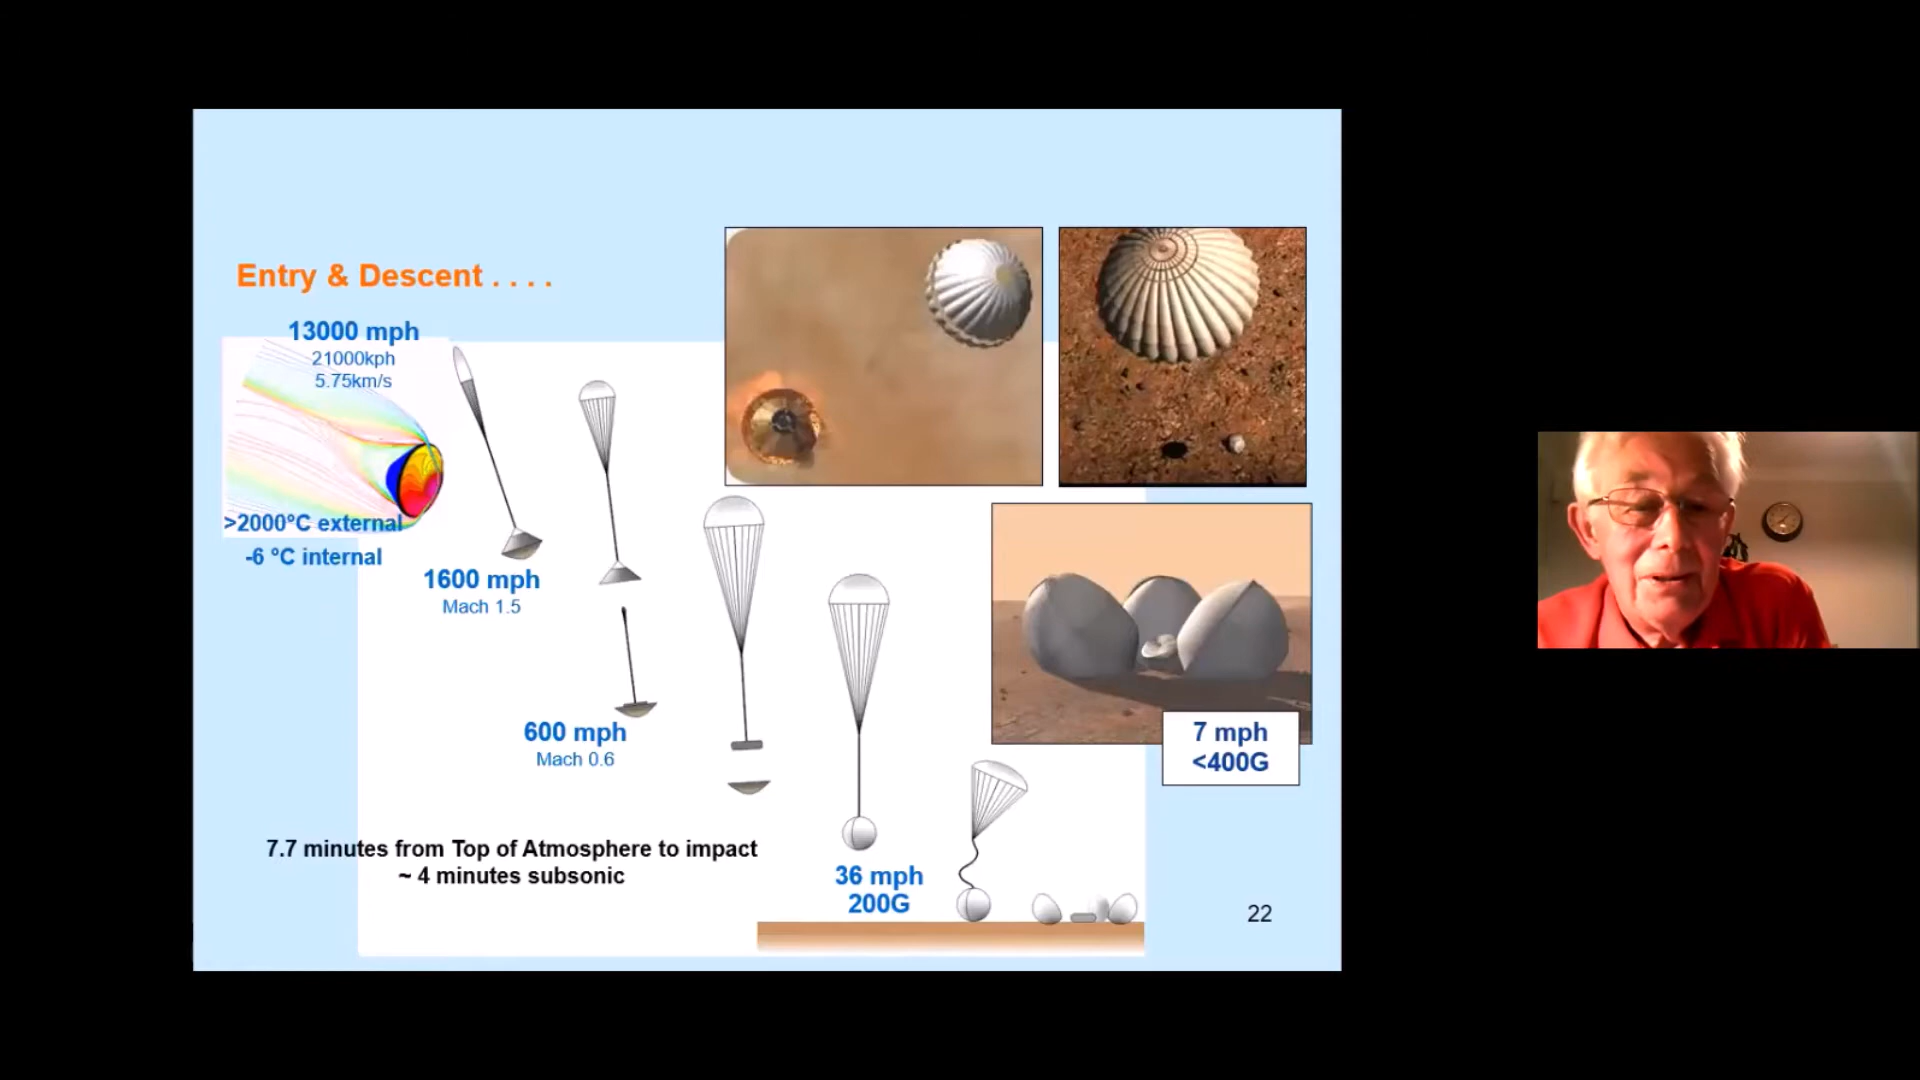 Entry & Descent . . . .
13000 mph
21000kph
5.75km/s
>2000°C external
-6 °C internal
1600 mph
Mach 1.5
600 mph
Mach 0.6
7 mph
<400G
7.7 minutes from Top of Atmosphere to impact
~ 4 minutes subsonic
36 mph
200G
22